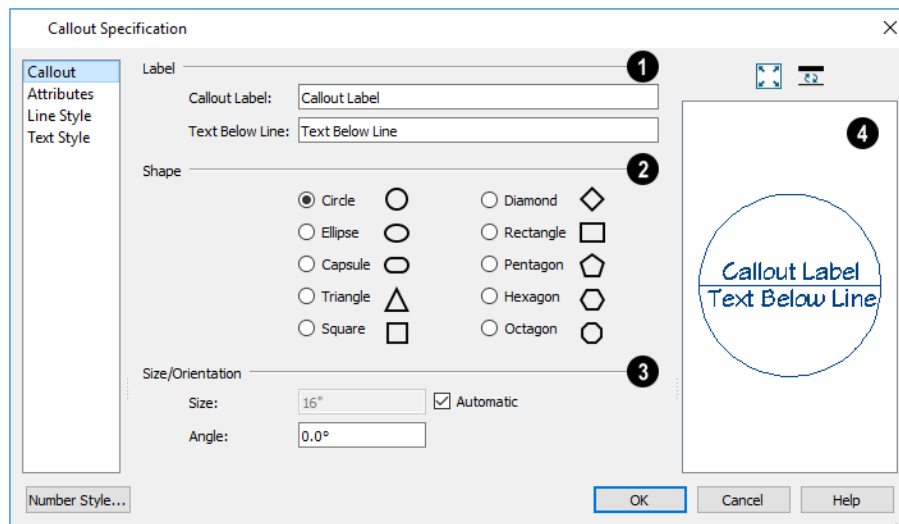 Callout Specification
Callout
Attributes
Line Style
Text Style
Label
1
Callout Label: Callout Label
Text Below Line: Text Below Line
Shape
2
Circle Diamond
Ellipse Rectangle
Capsule Pentagon
Triangle Hexagon
Square Octagon
Size/Orientation
3
Size: 16" Automatic
Angle: 0.0°
4
Callout Label
Text Below Line
Number Style... OK Cancel Help